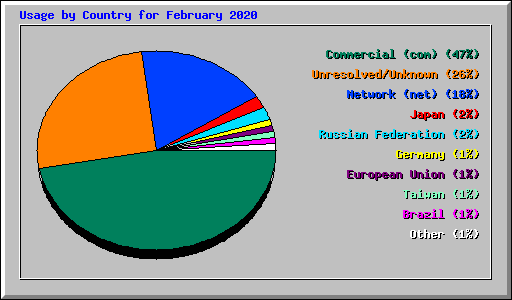 Usage by Country for February 2020
Commercial (com) (47%)
Unresolved/Unknown (26%)
Network (net) (18%)
Japan (2%)
Russian Federation (2%)
Germany (1%)
European Union (1%)
Taiwan (1%)
Brazil (1%)
Other (1%)